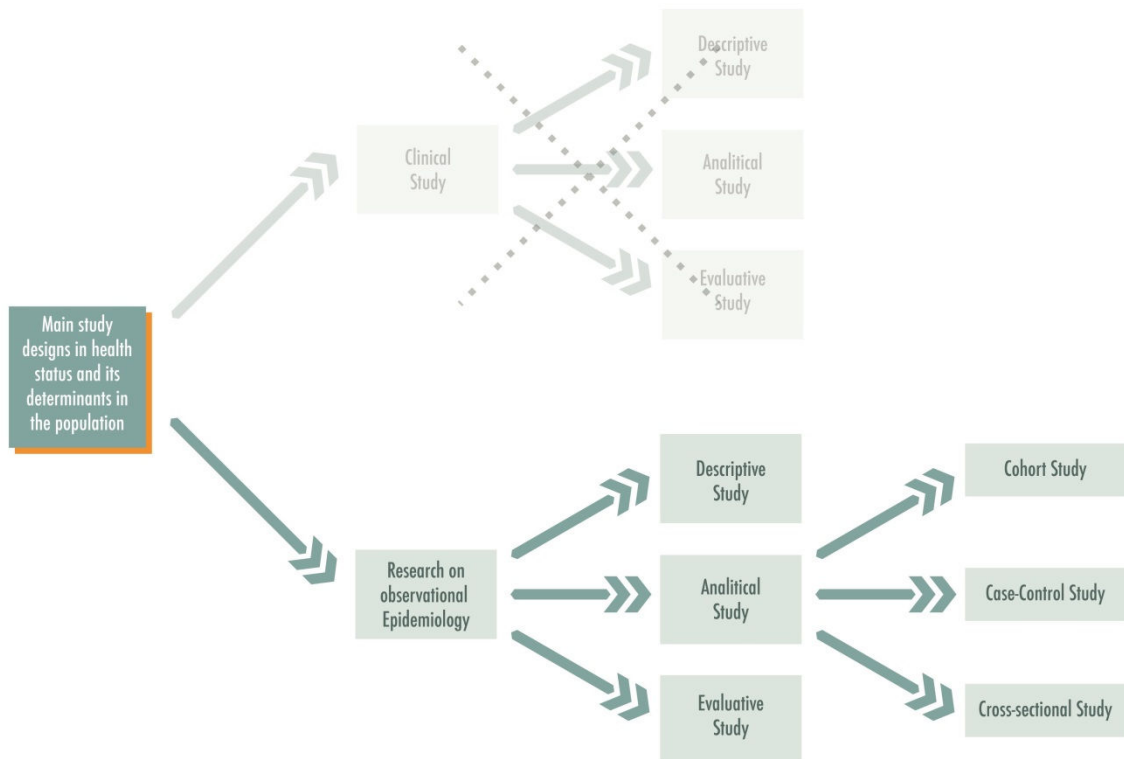 Descriptive
Study
Clinical
Study
Analitical
Study
Evaluative
Study
Main study
designs in health
status and its
determinants in
the population
Descriptive
Study
Cohort Study
Research on
observational
Epidemiology
Analitical
Study
Case-Control Study
Evaluative
Study
Cross-sectional Study